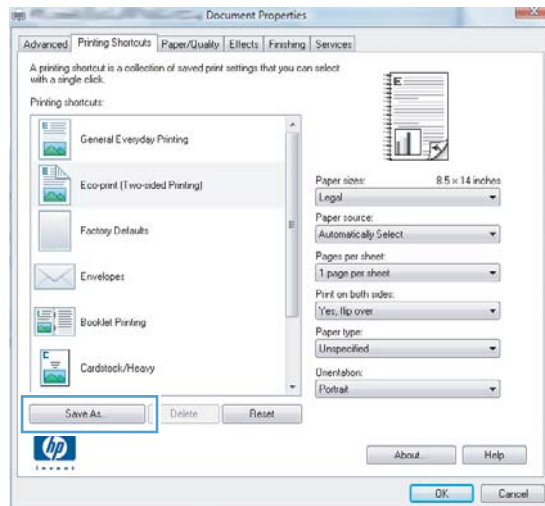 Document Properties
Advanced
Printing Shortcuts
Paper/Quality
Effects
Finishing
Services
A printing shortcut is a collection of saved print settings that you can select
with a single click.
Printing shortcuts:
General Everyday Printing
Eco-print (Two-sided Printing)
Factory Defaults
Envelopes
Booklet Printing
Cardstock/Heavy
Save As...
Delete
Reset
E
Paper sizes:
8.5 × 14 inches
Legal
Paper source:
Automatically Select
Pages per sheet:
1 page per sheet
Print on both sides:
Yes, flip over
Paper type:
Unspecified
Orientation:
Portrait
hp
invent
About...
Help
OK
Cancel